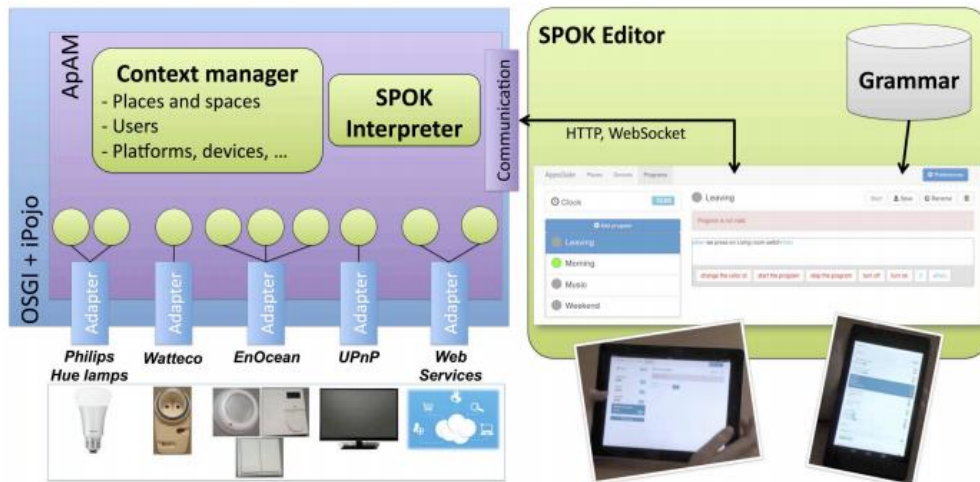 OSGI + iPojo
ApAM
Context manager
- Places and spaces
- Users
- Platforms, devices, ...
SPOK
Interpreter
Communication
Adapter
Adapter
Adapter
Adapter
Adapter
Philips
Hue lamps
Watteco
EnOcean
UPnP
Web
Services
SPOK Editor
Grammar
HTTP, WebSocket
Places Devices Programs
Preferences
Clock
Leaving
Save
Rename
Program is not valid
Add program
Leaving
Morning
Music
Weekend
change the color of
start the program
stop the program
turn off
turn on